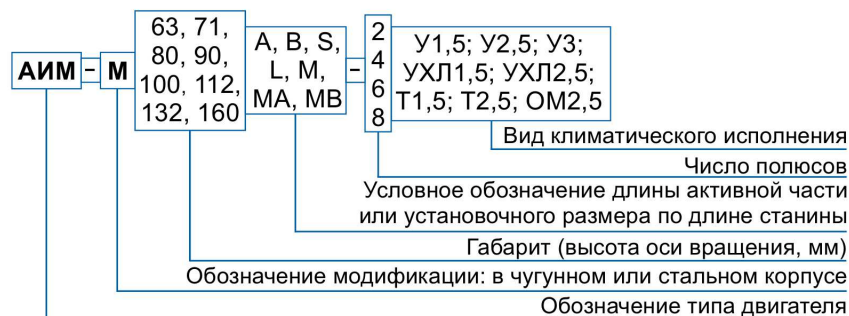 АИМ – М
63, 71,
80, 90,
100, 112,
132, 160
A, B, S,
L, M,
MA, MB
–
2
4
6
8
У1,5; У2,5; У3;
УХЛ1,5; УХЛ2,5;
Т1,5; Т2,5; ОМ2,5
Вид климатического исполнения
Число полюсов
Условное обозначение длины активной части
или установочного размера по длине станины
Габарит (высота оси вращения, мм)
Обозначение модификации: в чугунном или стальном корпусе
Обозначение типа двигателя